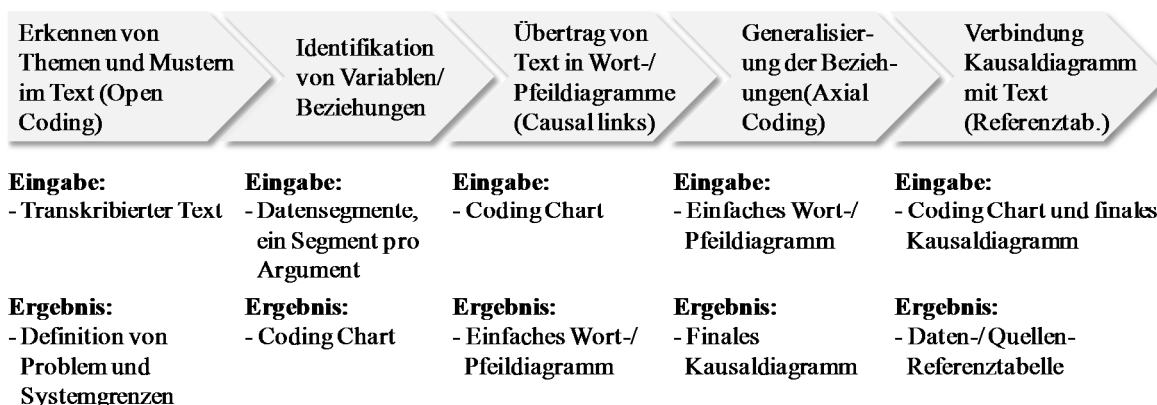 Erkennen von
Themen und Mustern
im Text (Open
Coding)
Identifikation
von Variablen/
Beziehungen
Übertrag von
Text in Wort-/
Pfeildiagramme
(Causal links)
Generalisier-
ung der Bezieh-
ungen(Axial
Coding)
Verbindung
Kausaldiagramm
mit Text
(Referenztab.)
Eingabe:
- Transkribierter Text
Eingabe:
- Datensegmente,
ein Segment pro
Argument
Eingabe:
- Coding Chart
Eingabe:
- Einfaches Wort-/
Pfeildiagramm
Eingabe:
- Coding Chart und finales
Kausaldiagramm
Ergebnis:
- Definition von
Problem und
Systemgrenzen
Ergebnis:
- Coding Chart
Ergebnis:
- Einfaches Wort-/
Pfeildiagramm
Ergebnis:
- Finales
Kausaldiagramm
Ergebnis:
- Daten-/ Quellen-
Referenztabelle